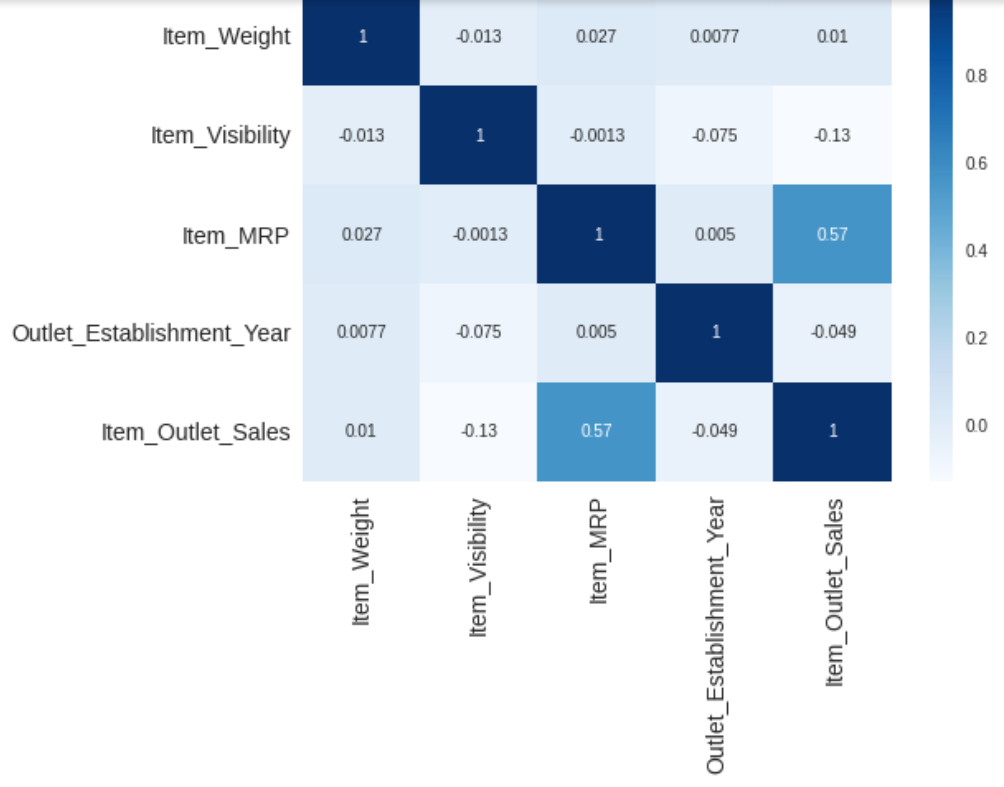 Item_Weight 1 -0.013 0.027 0.0077 0.01
Item_Visibility -0.013 1 -0.0013 -0.075 -0.13
Item_MRP 0.027 -0.0013 1 0.005 0.57
Outlet_Establishment_Year 0.0077 -0.075 0.005 1 -0.049
Item_Outlet_Sales 0.01 -0.13 0.57 -0.049 1
Item_Weight
Item_Visibility
Item_MRP
Outlet_Establishment_Year
Item_Outlet_Sales
0.8
0.6
0.4
0.2
0.0